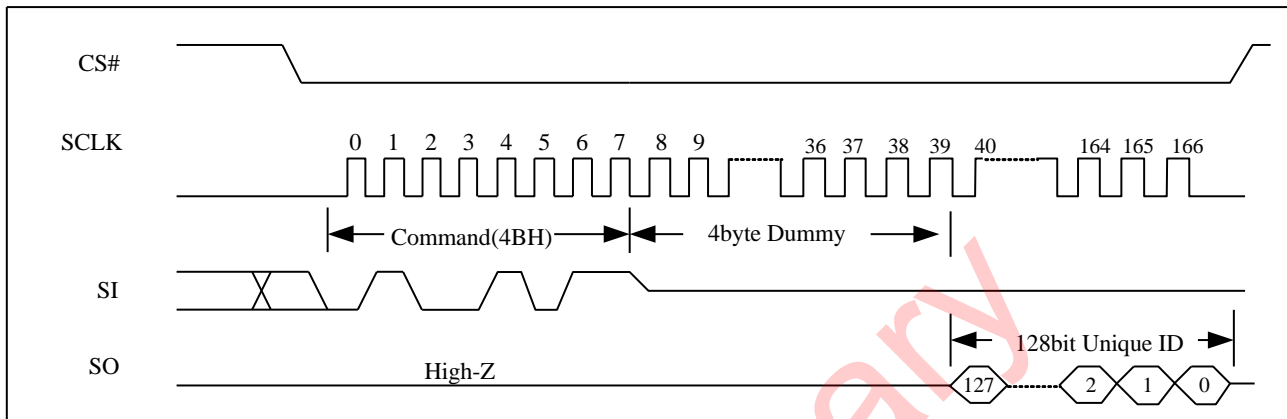 CS#
SCLK
0 1 2 3 4 5 6 7 8 9 36 37 38 39 40 164 165 166
Command(4BH) 4byte Dummy
SI
128bit Unique ID
SO
High-Z
127 2 1 0
ary